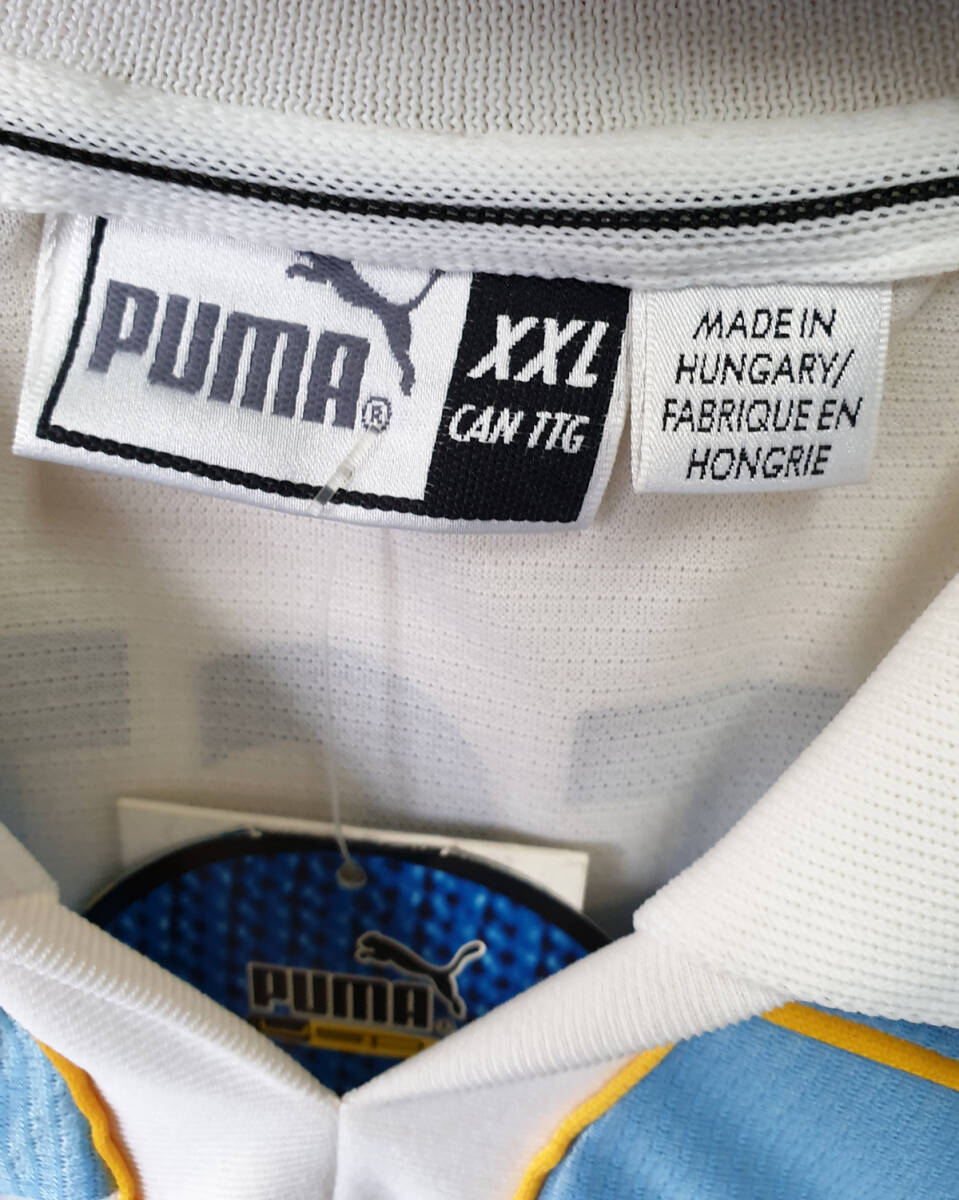 PUMA®
XXL
CAN TTG
MADE IN
HUNGARY/
FABRIQUE EN
HONGRIE
PUMA®